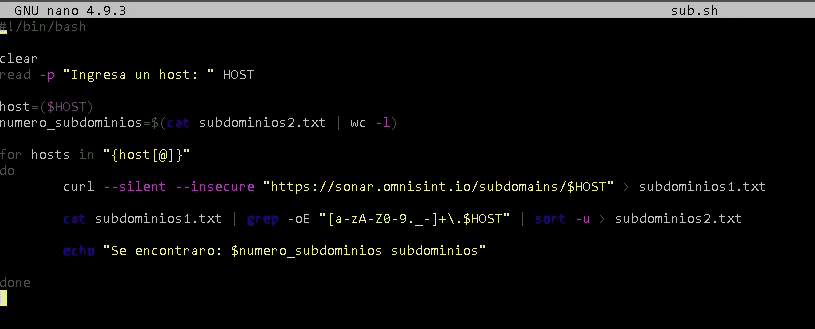 GNU nano 4.9.3 sub.sh
#!/bin/bash
clear
read -p "Ingresa un host: " HOST
host=($HOST)
numero_subdominios=$(cat subdominios2.txt | wc -l)
for hosts in "{host[@]}"
do
curl --silent --insecure "https://sonar.omnisint.io/subdomains/$HOST" > subdominios1.txt
cat subdominios1.txt | grep -oE "[a-zA-Z0-9._-]+\.$HOST" | sort -u > subdominios2.txt
echo "Se encontraro: $numero_subdominios subdominios"
done